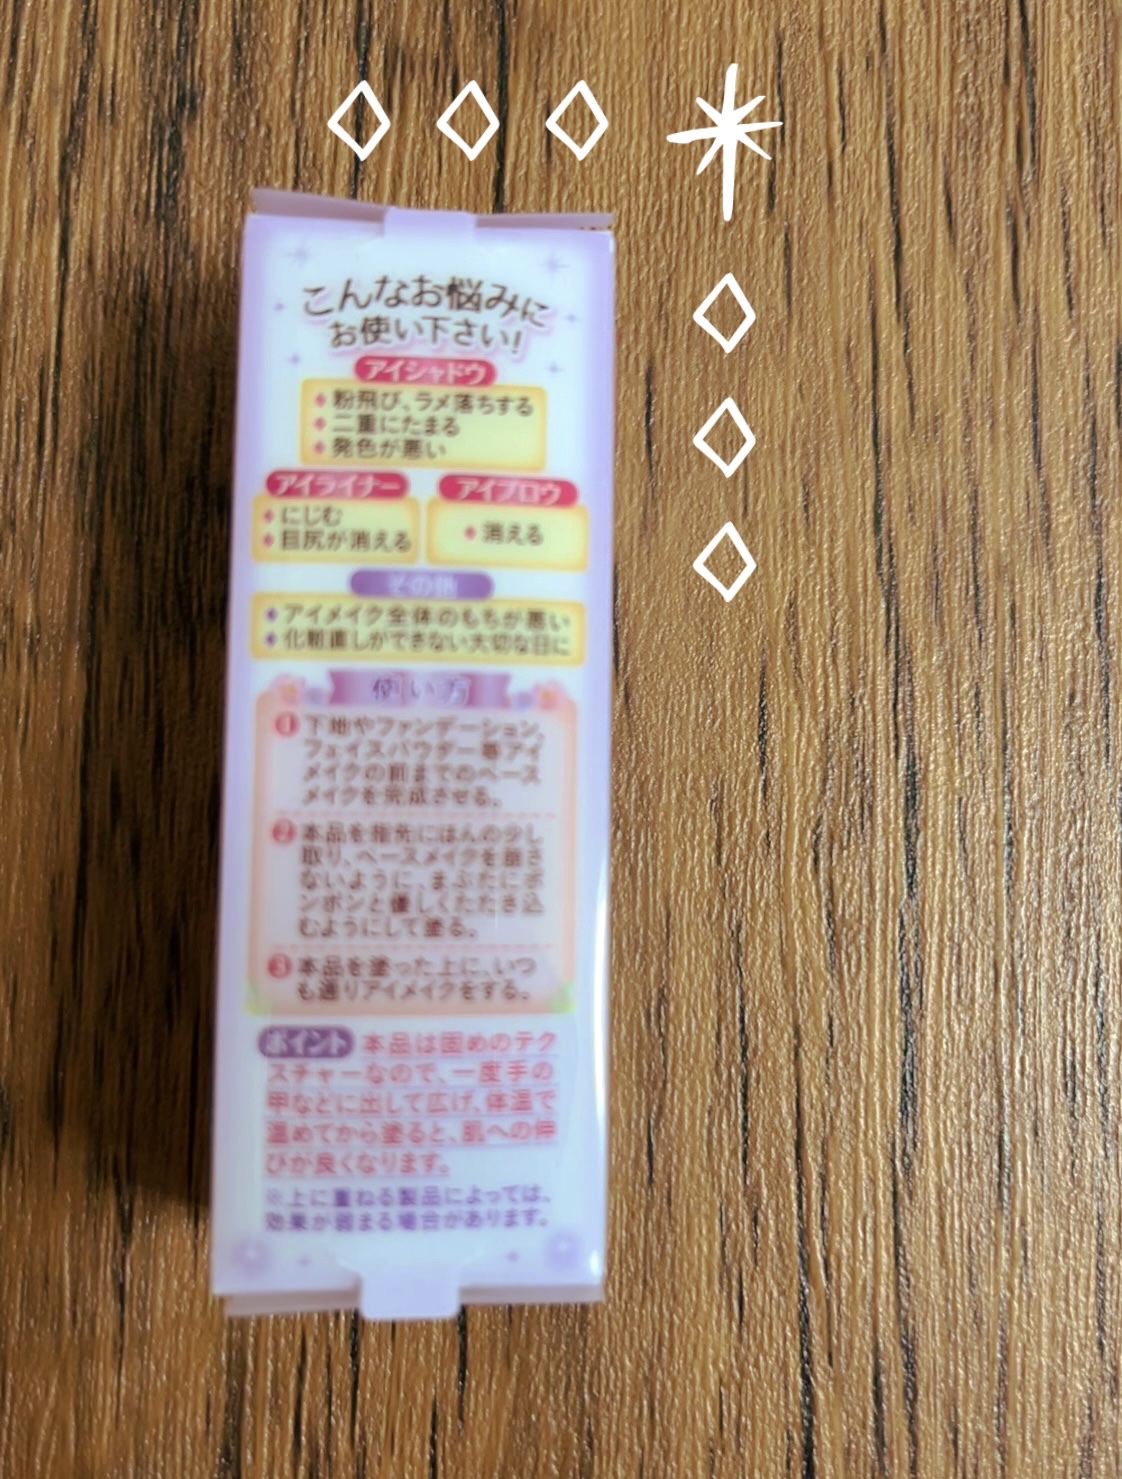 こんなお悩みに
お使い下さい!
アイシャドウ
粉飛び、ラメ落ちする
二重にたまる
発色が悪い
アイライナー
にじむ
目尻が消える
アイブロウ
消える
その他
アイメイク全体のもちが悪い
化粧直しができない大切な日に
使い方
1 下地やファンデーション、
フェイスパウダー等アイ
メイクの前までのベース
メイクを完成させる。
2 本品を指先にほんの少し
取り、ベースメイクを崩さ
ないように、まぶたにポ
ンポンと優しくたたき込
むようにして塗る。
3 本品を塗った上に、いつ
も通りアイメイクをする。
ポイント 本品は固めのテク
スチャーなので、一度手の
甲などに出して広げ、体温で
温めてから塗ると、肌への伸
びが良くなります。
※上に重ねる製品によっては、
効果が弱まる場合があります。